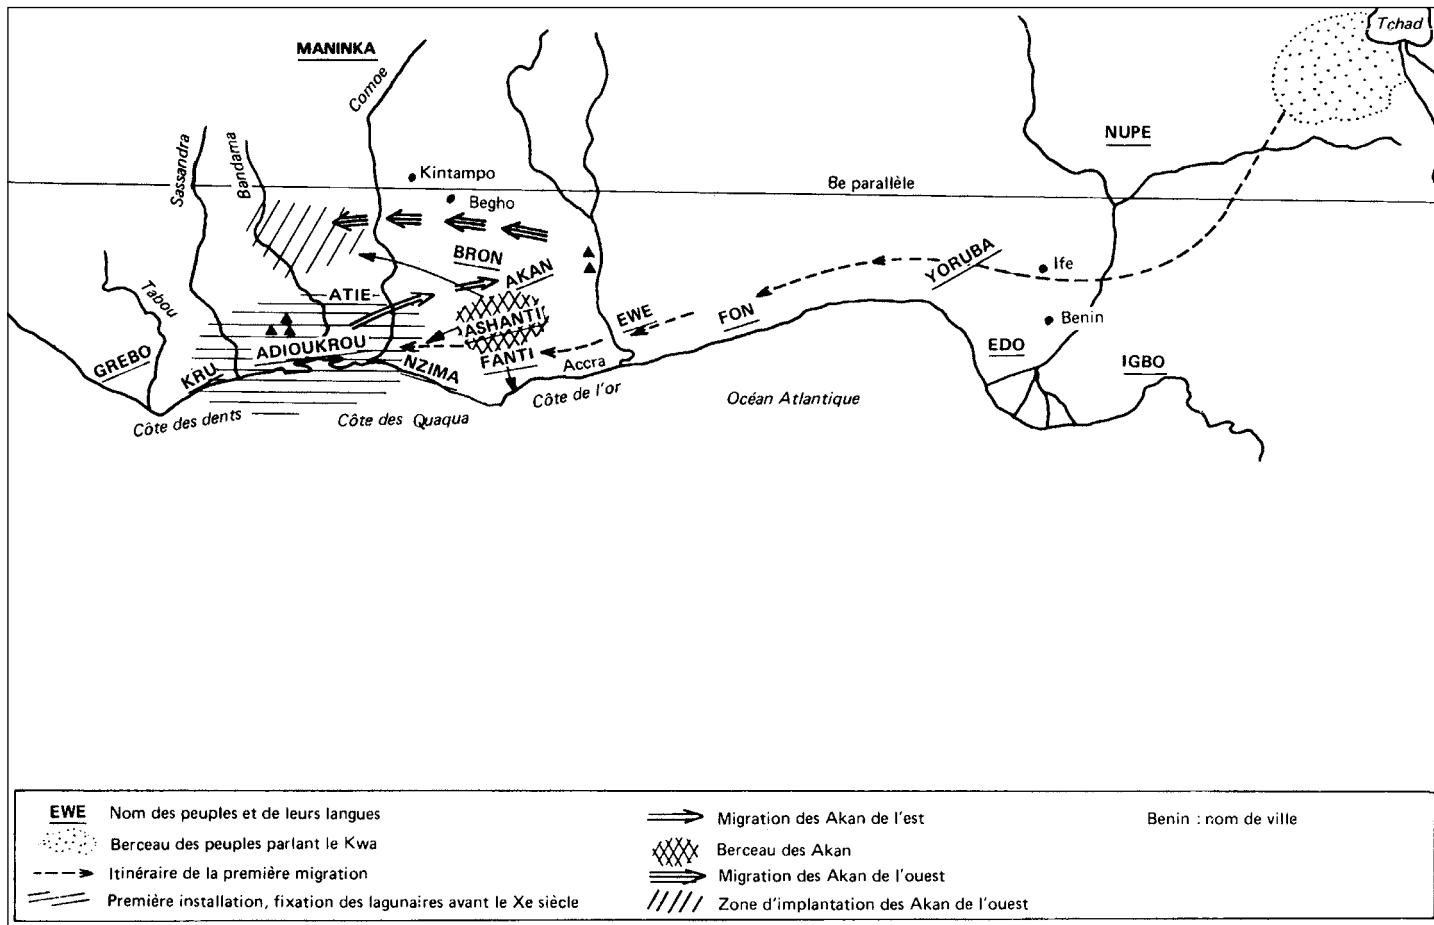 Tchad
MANINKA
Comoe
Sassandra
Bandama
NUPE
Kintampo
8e parallèle
Begho
BRON
AKAN
YORUBA
Ife
Tabou
ATIE
ASHANTI
EWE
FON
Benin
ADIOUKROU
FANTI
Accra
EDO
IGBO
GREBO
KRU
NZIMA
Côte de l'or
Océan Atlantique
Côte des dents
Côte des Quaqua
EWE Nom des peuples et de leurs langues
Berceau des peuples parlant le Kwa
Itinéraire de la première migration
Première installation, fixation des lagunaires avant le Xe siècle
Migration des Akan de l'est
Berceau des Akan
Migration des Akan de l'ouest
Zone d'implantation des Akan de l'ouest
Benin : nom de ville